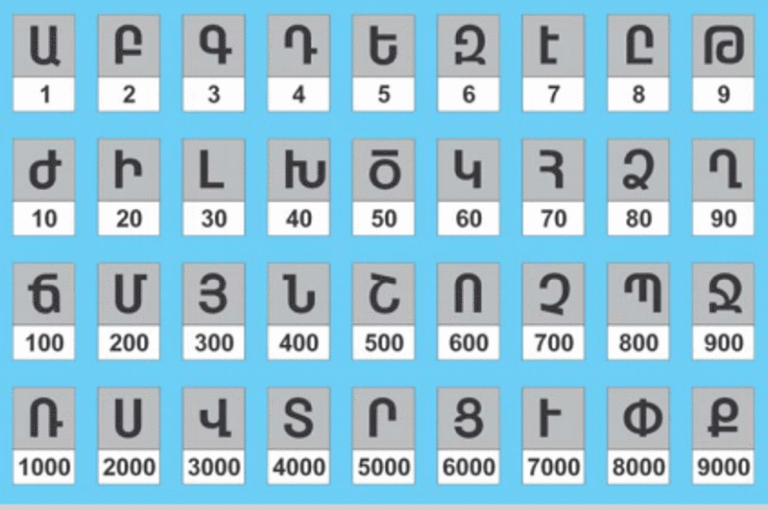 Ա Բ Գ Դ Ե Զ Է Ը Թ
1 2 3 4 5 6 7 8 9
Ժ Ի Լ Խ Ծ Կ Հ Ձ Ղ
10 20 30 40 50 60 70 80 90
Ճ Մ Յ Ն Շ Ո Չ Պ Ջ
100 200 300 400 500 600 700 800 900
Ռ Ս Վ Տ Ր Ց Ւ Փ Ք
1000 2000 3000 4000 5000 6000 7000 8000 9000